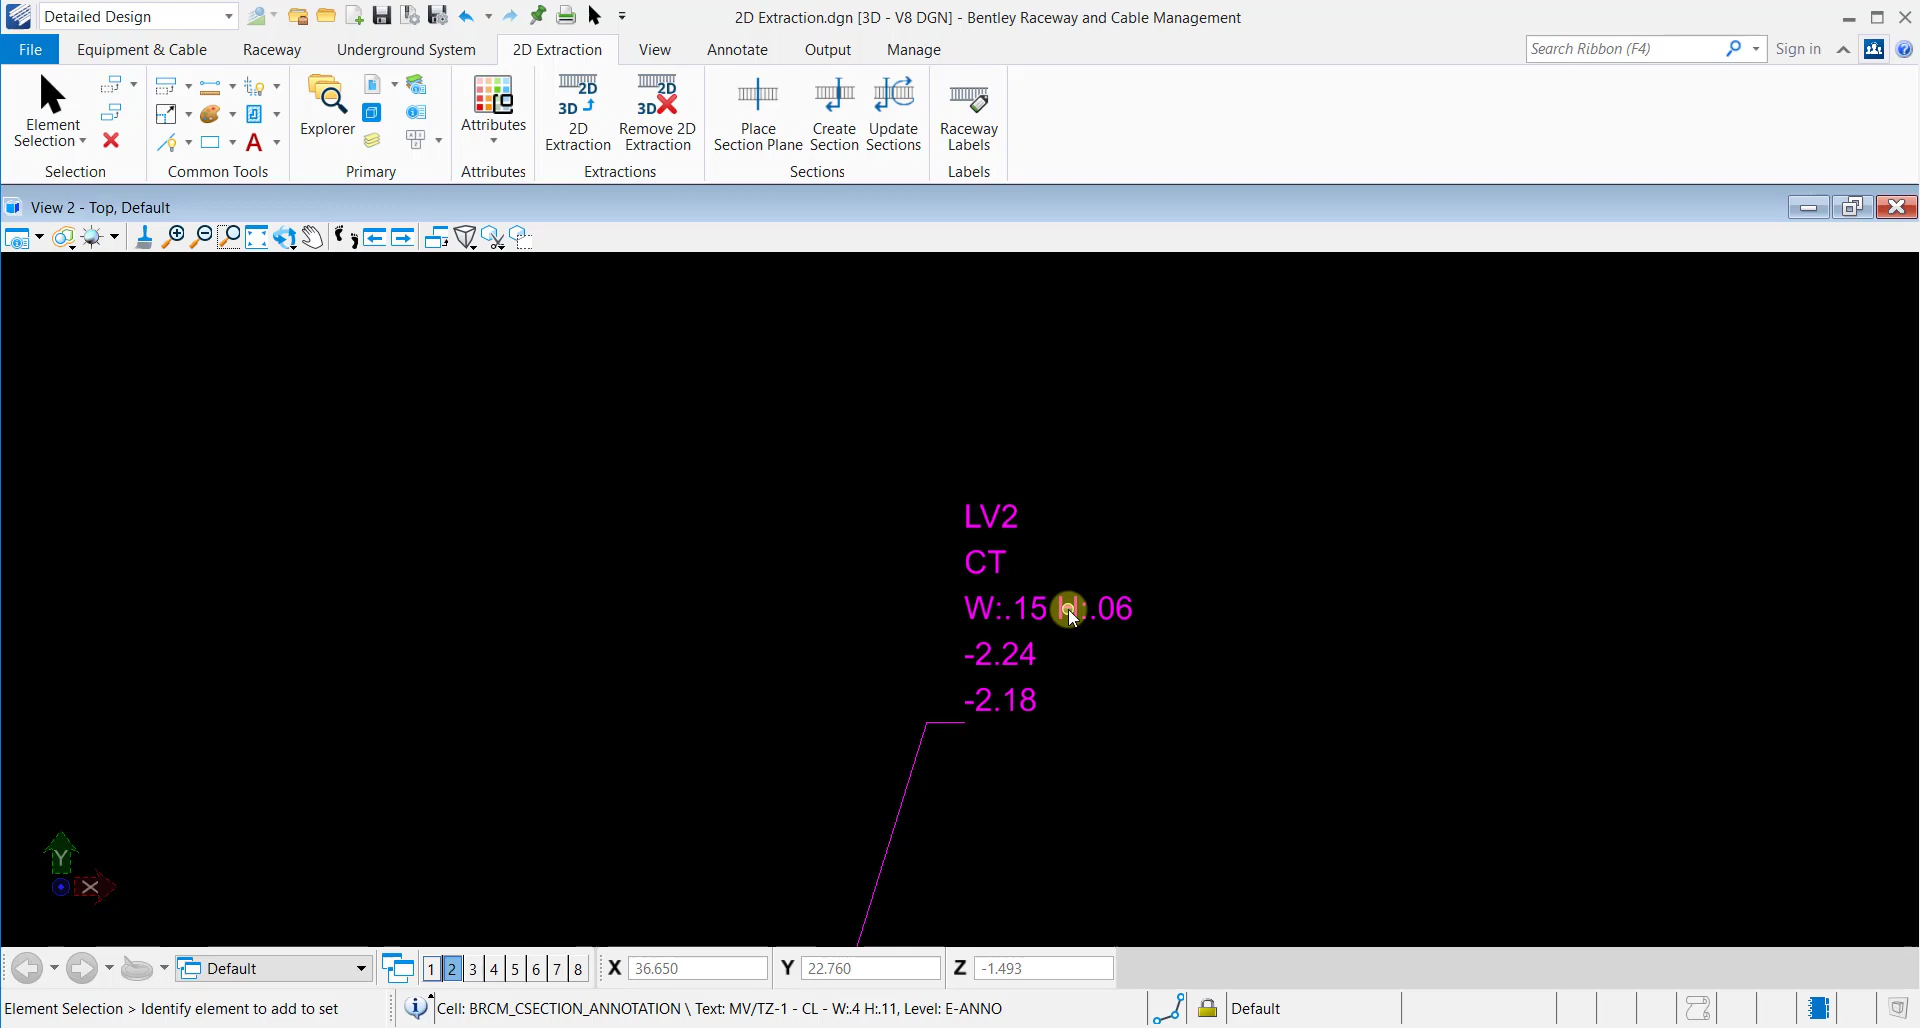 Detailed Design
2D Extraction.dgn [3D - V8 DGN] - Bentley Raceway and Cable Management
File
Equipment & Cable
Raceway
Underground System
2D Extraction
View
Annotate
Output
Manage
Search Ribbon (F4)
Sign in
Element
Selection
Explorer
Attributes
2D
Extraction
Remove 2D
Extraction
Place
Section Plane
Create
Section
Update
Sections
Raceway
Labels
Selection
Common Tools
Primary
Attributes
Extractions
Sections
Labels
View 2 - Top, Default
LV2
CT
W:.15 H:.06
-2.24
-2.18
Y
X
Default
1 2 3 4 5 6 7 8
X 36.650
Y 22.760
Z -1.493
Element Selection > Identify element to add to set
Cell: BRCM_CSECTION_ANNOTATION \ Text: MV/TZ-1 - CL - W:.4 H:.11, Level: E-ANNO
Default